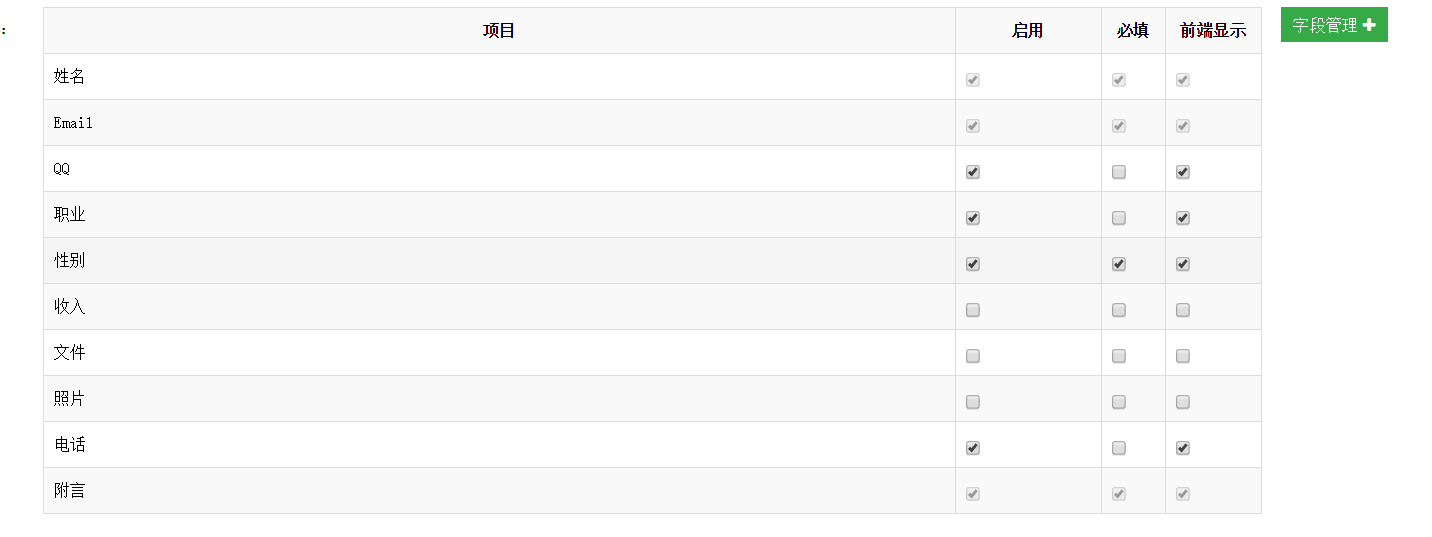 ：
项目 启用 必填 前端显示 字段管理
姓名
Email
QQ
职业
性别
收入
文件
照片
电话
附言